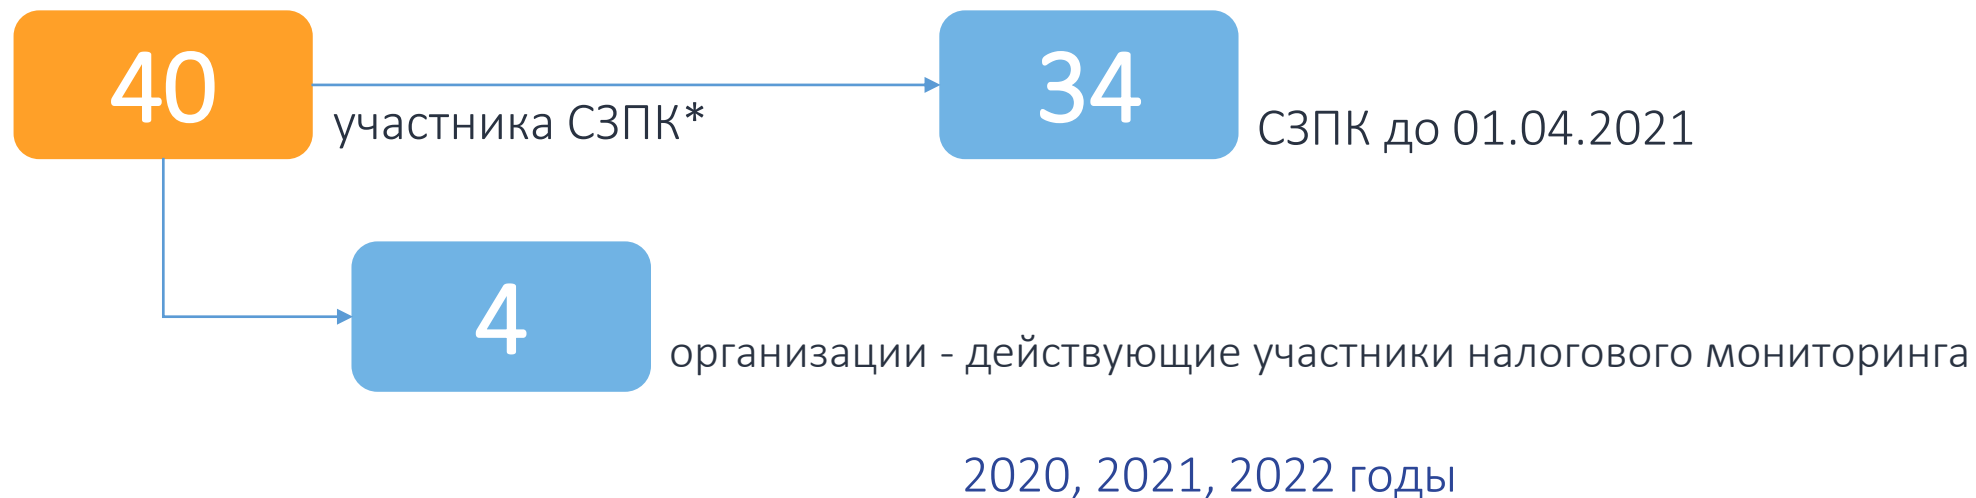 40
участника СЗПК*
34
СЗПК до 01.04.2021
4
организации - действующие участники налогового мониторинга
2020, 2021, 2022 годы